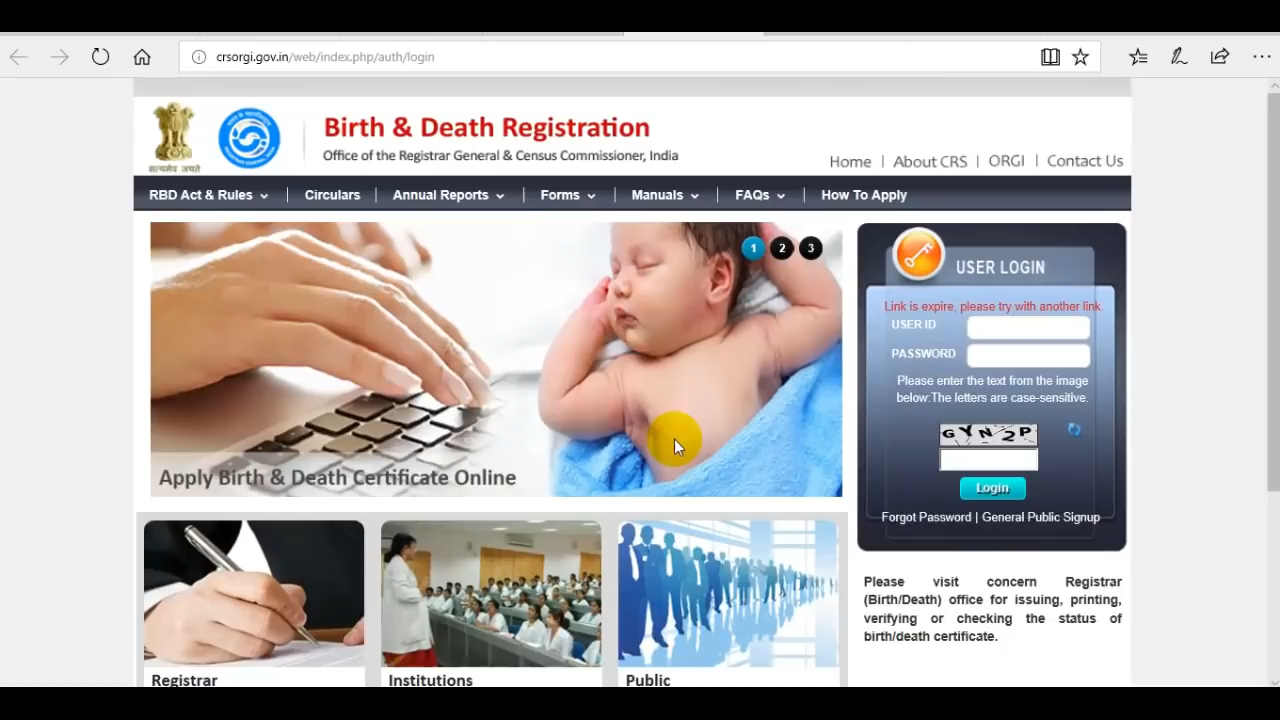 crsorgi.gov.in/web/index.php/auth/login
सत्यमेव जयते
Birth & Death Registration
Office of the Registrar General & Census Commissioner, India
Home | About CRS | ORGI | Contact Us
RBD Act & Rules | Circulars | Annual Reports | Forms | Manuals | FAQs | How To Apply
1 2 3
Apply Birth & Death Certificate Online
USER LOGIN
Link is expire, please try with another link.
USER ID
PASSWORD
Please enter the text from the image
below:The letters are case-sensitive.
GYN2P
Login
Forgot Password | General Public Signup
Please visit concern Registrar
(Birth/Death) office for issuing, printing,
verifying or checking the status of
birth/death certificate.
Registrar
Institutions
Public